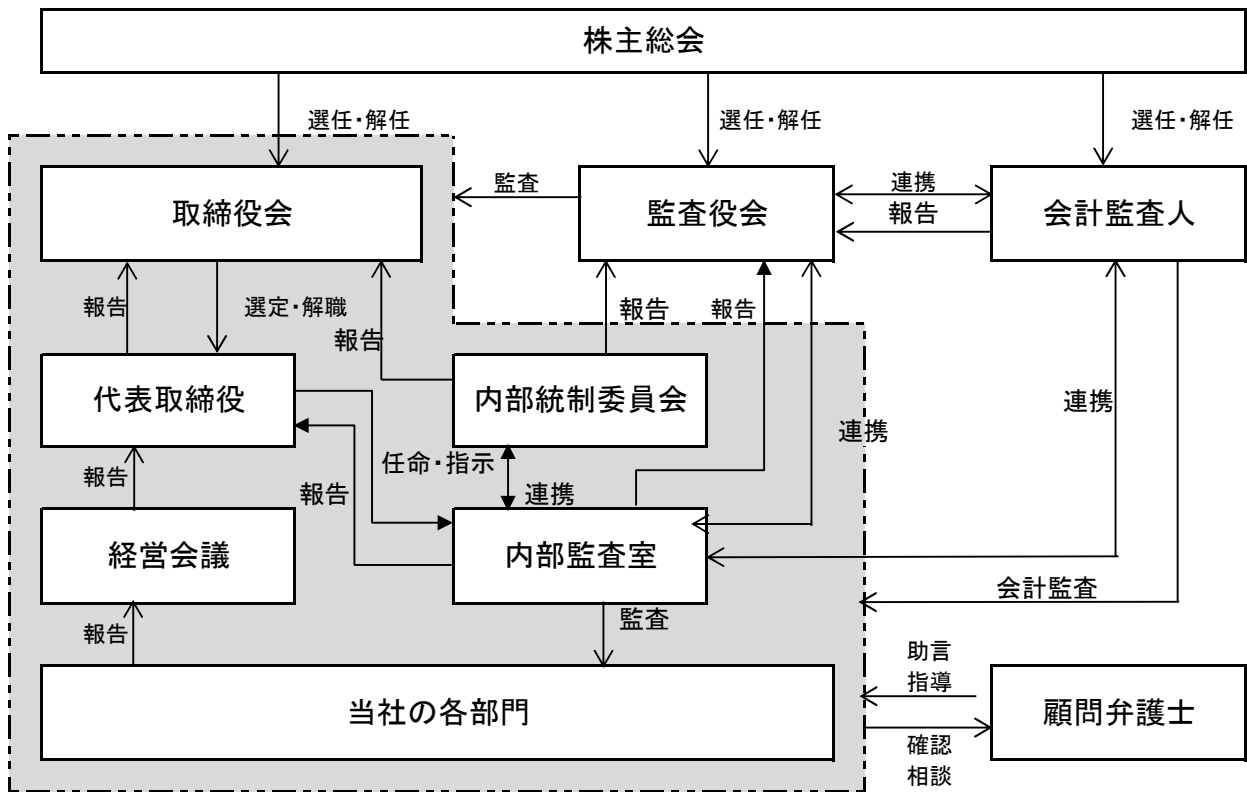 株主総会
選任・解任
選任・解任
選任・解任
取締役会
監査
監査役会
連携
報告
会計監査人
報告
選定・解職
報告
報告
報告
代表取締役
内部統制委員会
連携
連携
報告
任命・指示
報告
連携
経営会議
内部監査室
会計監査
報告
監査
助言
指導
当社の各部門
顧問弁護士
確認
相談